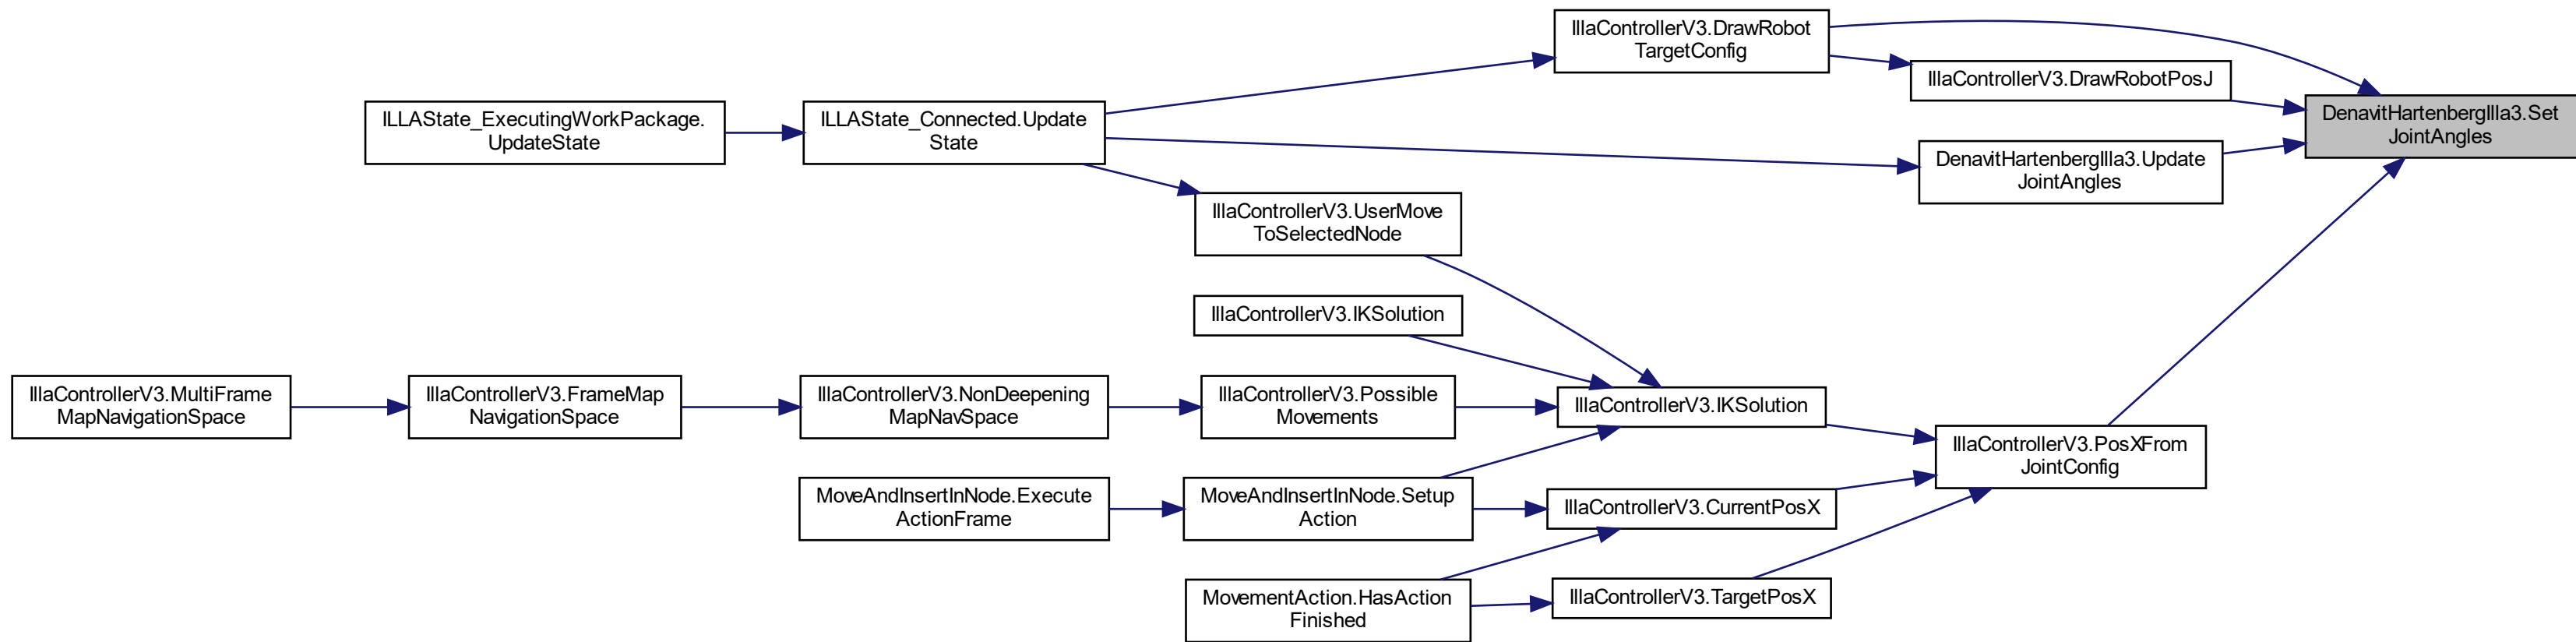 IllaControllerV3.DrawRobot
TargetConfig
IllaControllerV3.DrawRobotPosJ
DenavitHartenbergIlla3.Set
JointAngles
ILLAState_ExecutingWorkPackage.
UpdateState
ILLAState_Connected.Update
State
DenavitHartenbergIlla3.Update
JointAngles
IllaControllerV3.UserMove
ToSelectedNode
IllaControllerV3.IKSolution
IllaControllerV3.MultiFrame
MapNavigationSpace
IllaControllerV3.FrameMap
NavigationSpace
IllaControllerV3.NonDeepening
MapNavSpace
IllaControllerV3.Possible
Movements
IllaControllerV3.IKSolution
IllaControllerV3.PosXFrom
JointConfig
MoveAndInsertInNode.Execute
ActionFrame
MoveAndInsertInNode.Setup
Action
IllaControllerV3.CurrentPosX
MovementAction.HasAction
Finished
IllaControllerV3.TargetPosX